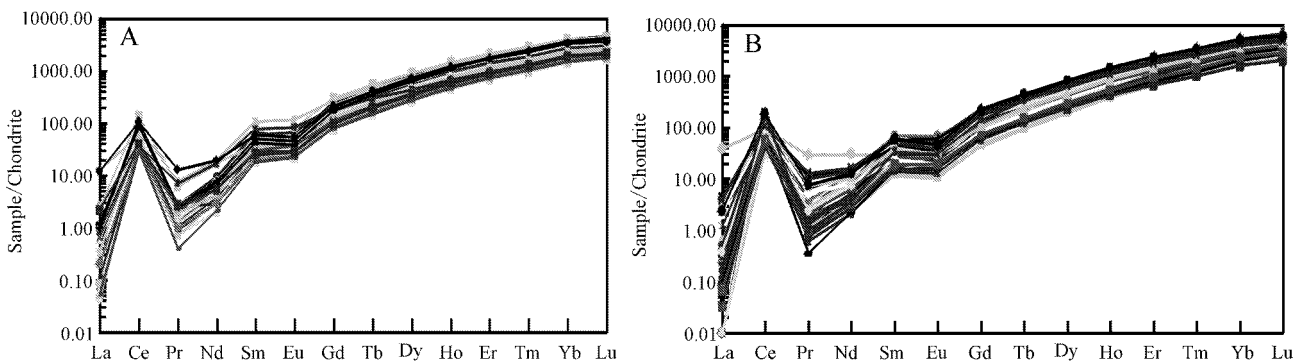 A
Sample/Chondrite
10000.00
1000.00
100.00
10.00
1.00
0.10
0.01
La Ce Pr Nd Sm Eu Gd Tb Dy Ho Er Tm Yb Lu
B
Sample/Chondrite
10000.00
1000.00
100.00
10.00
1.00
0.10
0.01
La Ce Pr Nd Sm Eu Gd Tb Dy Ho Er Tm Yb Lu